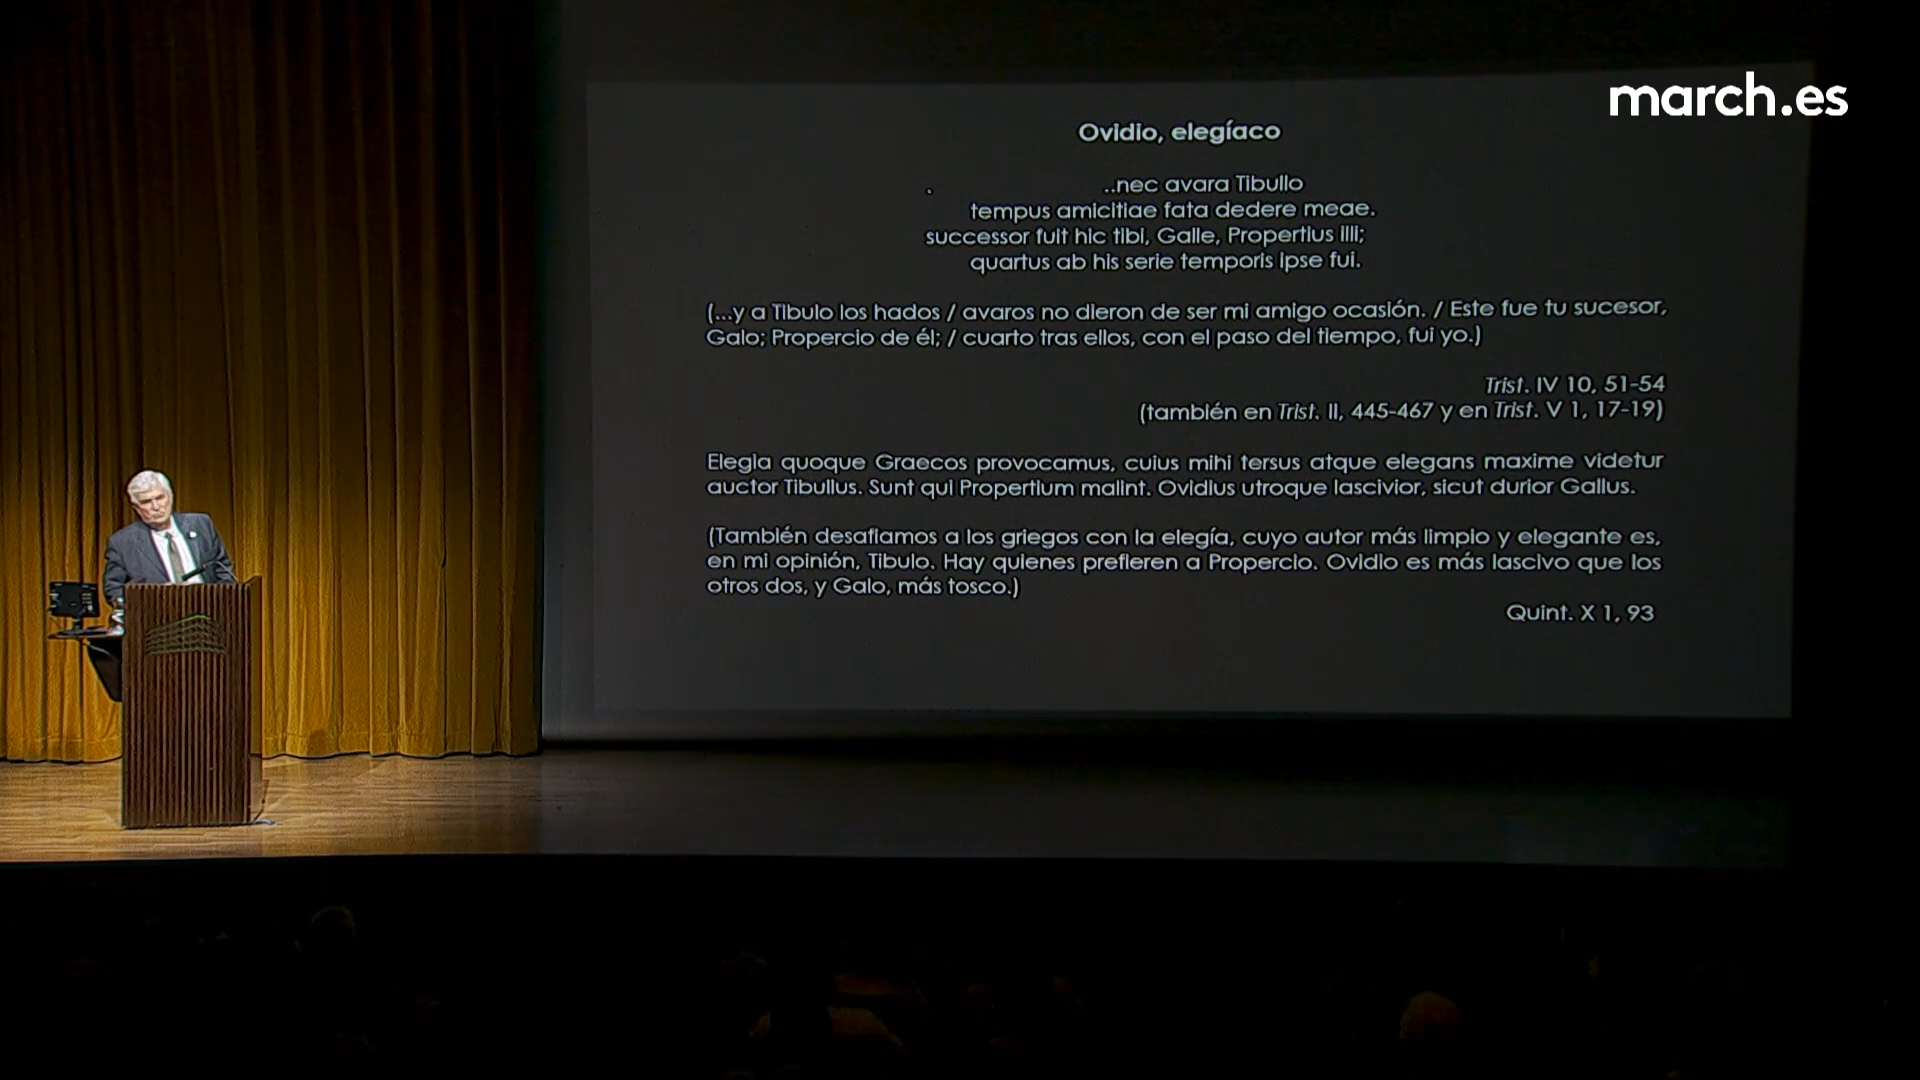 march.es
Ovidio, elegíaco
. ..nec avara Tibullo
tempus amicitiae fata dedere meae.
successor fuit hic tibi, Galle, Propertius illi;
quartus ab his serie temporis ipse fui.
(...y a Tibulo los hados / avaros no dieron de ser mi amigo ocasión. / Este fue tu sucesor,
Galo; Propercio de él; / cuarto tras ellos, con el paso del tiempo, fui yo.)
Trist. IV 10, 51-54
(también en Trist. II, 445-467 y en Trist. V 1, 17-19)
Elegia quoque Graecos provocamus, cuius mihi tersus atque elegans maxime videtur
auctor Tibullus. Sunt qui Propertium malint. Ovidius utroque lascivior, sicut durior Gallus.
(También desafiamos a los griegos con la elegía, cuyo autor más limpio y elegante es,
en mi opinión, Tibulo. Hay quienes prefieren a Propercio. Ovidio es más lascivo que los
otros dos, y Galo, más tosco.)
Quint. X 1, 93